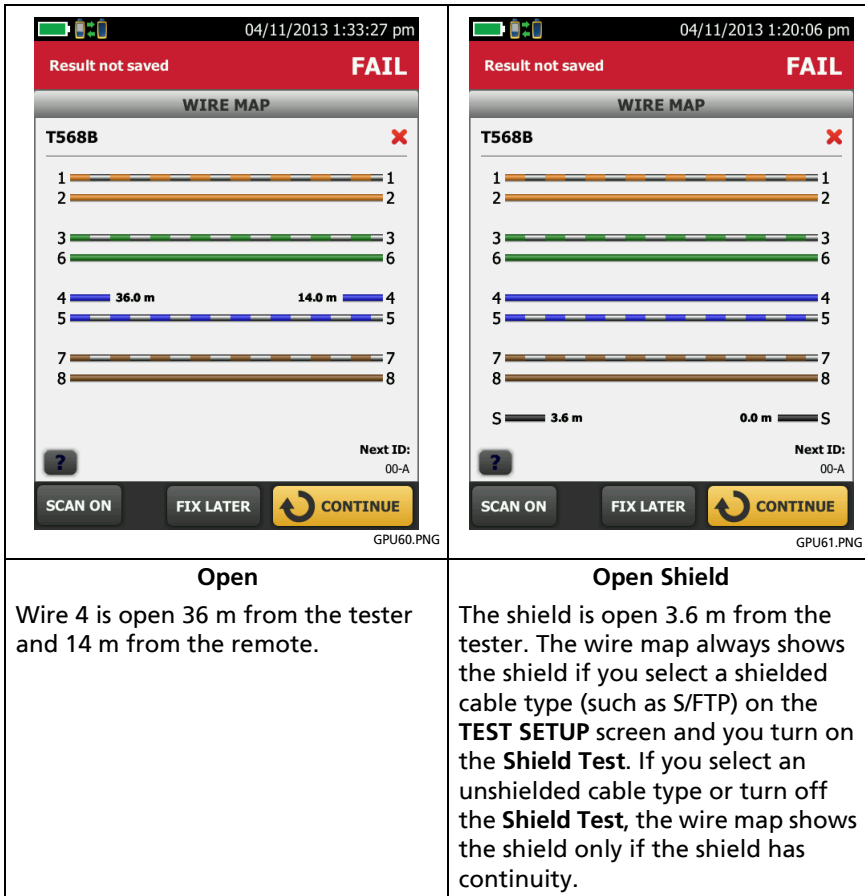 04/11/2013 1:33:27 pm
Result not saved FAIL
WIRE MAP
T568B
1 1
2 2
3 3
6 6
4 36.0 m 14.0 m 4
5 5
7 7
8 8
?
Next ID:
00-A
SCAN ON FIX LATER CONTINUE
GPU60.PNG
Open
Wire 4 is open 36 m from the tester
and 14 m from the remote.
04/11/2013 1:20:06 pm
Result not saved FAIL
WIRE MAP
T568B
1 1
2 2
3 3
6 6
4 4
5 5
7 7
8 8
S 3.6 m 0.0 m S
?
Next ID:
00-A
SCAN ON FIX LATER CONTINUE
GPU61.PNG
Open Shield
The shield is open 3.6 m from the
tester. The wire map always shows
the shield if you select a shielded
cable type (such as S/FTP) on the
TEST SETUP screen and you turn on
the Shield Test. If you select an
unshielded cable type or turn off
the Shield Test, the wire map shows
the shield only if the shield has
continuity.